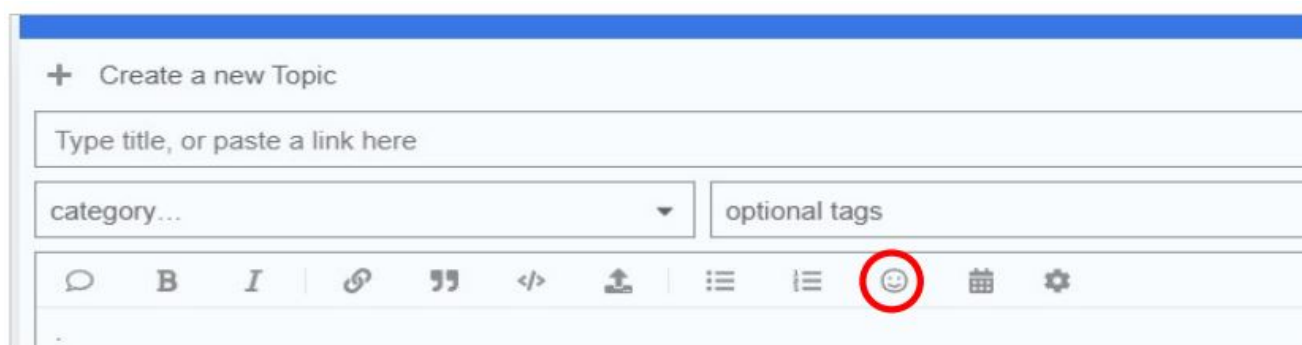 + Create a new Topic
Type title, or paste a link here
category...
optional tags
B I </>
.